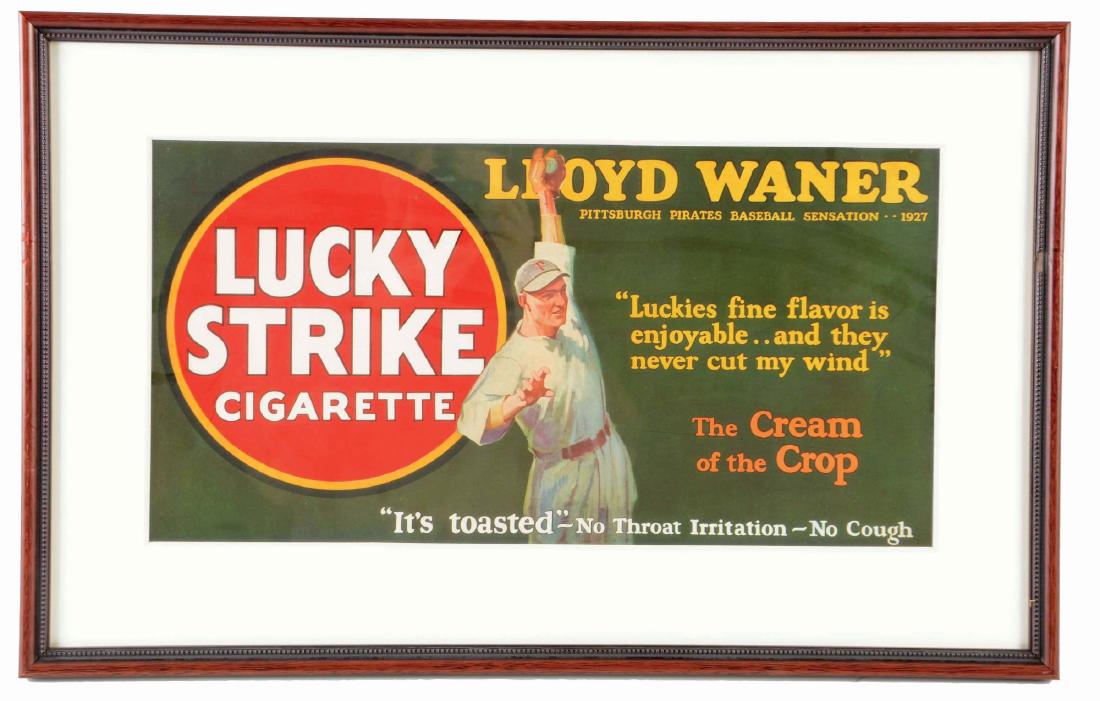 LUCKY
STRIKE
CIGARETTE
LLOYD WANER
PITTSBURGH PIRATES BASEBALL SENSATION - - 1927
“Luckies fine flavor is
enjoyable..and they
never cut my wind”
The Cream
of the Crop
“It's toasted”~No Throat Irritation~No Cough